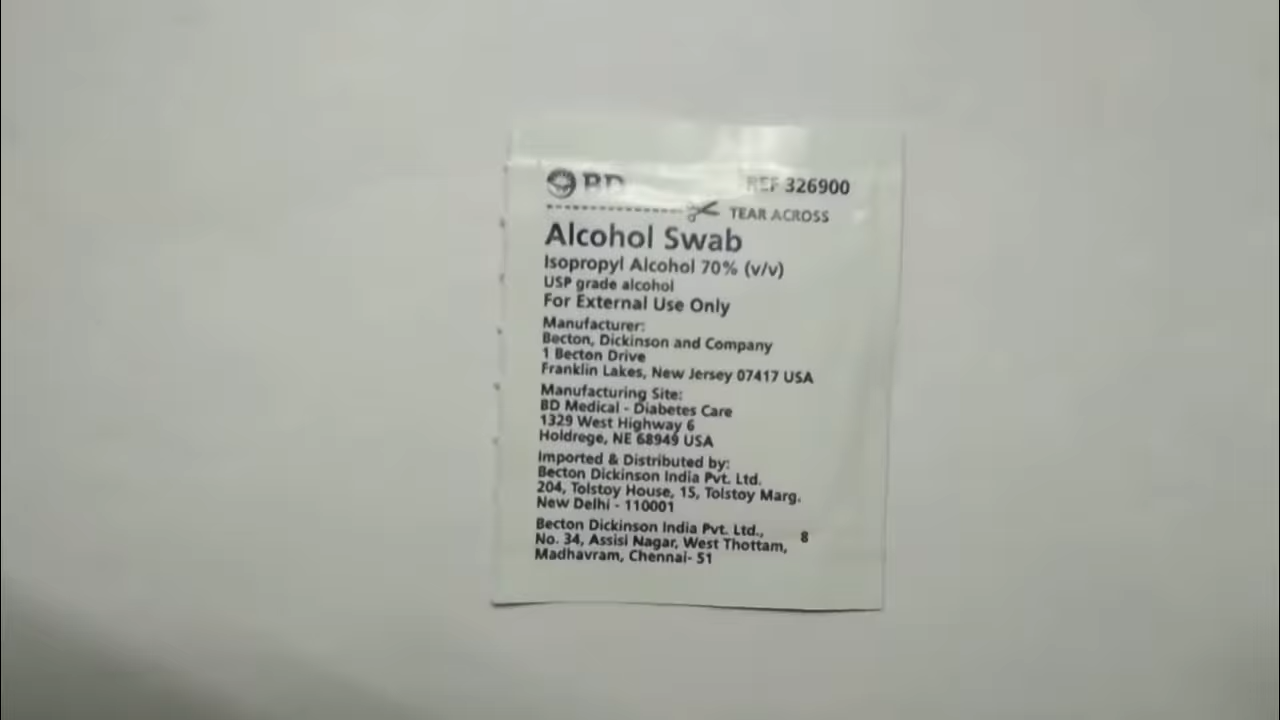 BD REF 326900
TEAR ACROSS
Alcohol Swab
Isopropyl Alcohol 70% (v/v)
USP grade alcohol
For External Use Only
Manufacturer:
Becton, Dickinson and Company
1 Becton Drive
Franklin Lakes, New Jersey 07417 USA
Manufacturing Site:
BD Medical - Diabetes Care
1329 West Highway 6
Holdrege, NE 68949 USA
Imported & Distributed by:
Becton Dickinson India Pvt. Ltd.
204, Tolstoy House, 15, Tolstoy Marg.
New Delhi - 110001
Becton Dickinson India Pvt. Ltd., 8
No. 34, Assisi Nagar, West Thottam,
Madhavram, Chennai- 51